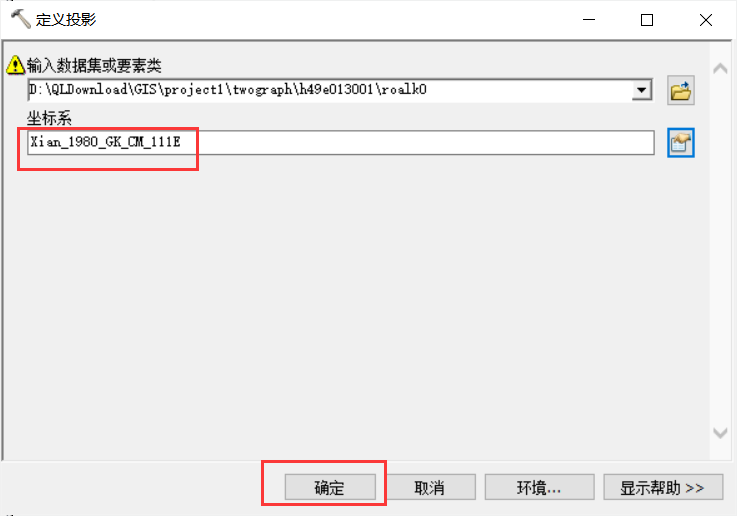 定义投影
输入数据集或要素类
D:\QLDownload\GIS\project1\twograph\h49e013001\roalk0
坐标系
Xian_1980_GK_CM_111E
确定
取消
环境...
显示帮助 >>